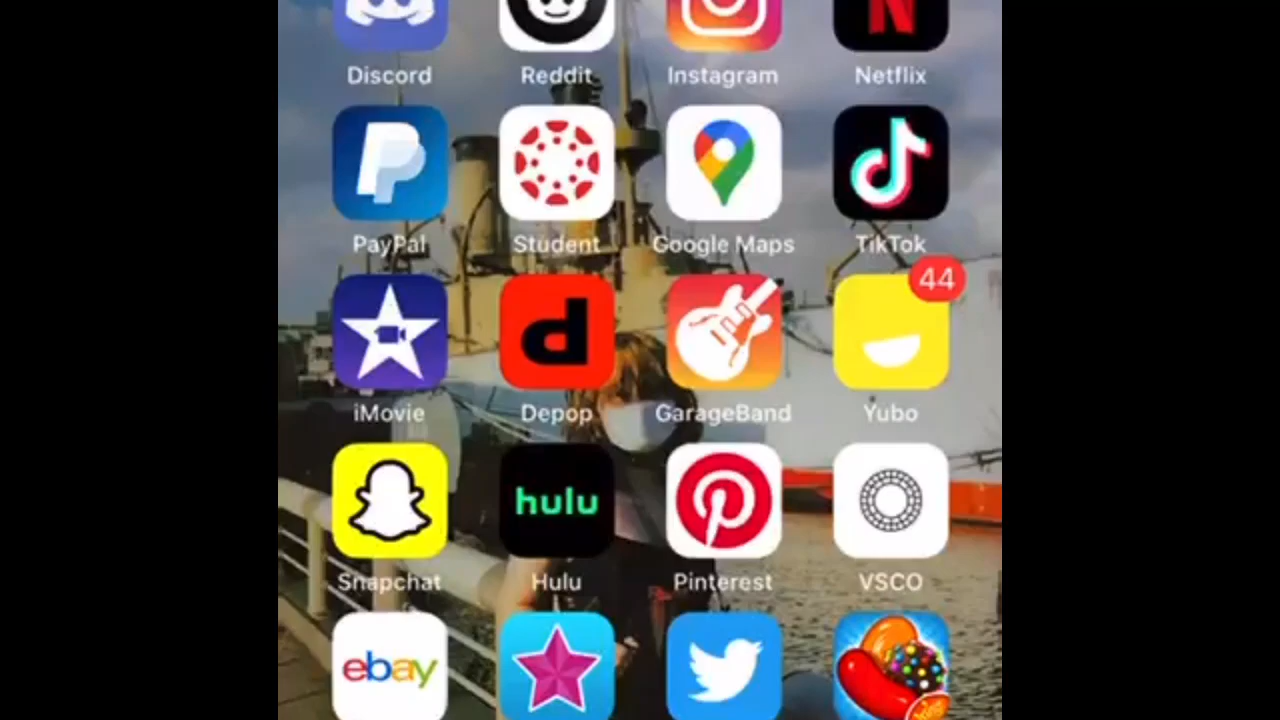 Discord Reddit Instagram Netflix
PayPal Student Google Maps TikTok
44
iMovie Depop GarageBand Yubo
hulu
Snapchat Hulu Pinterest VSCO
ebay
King